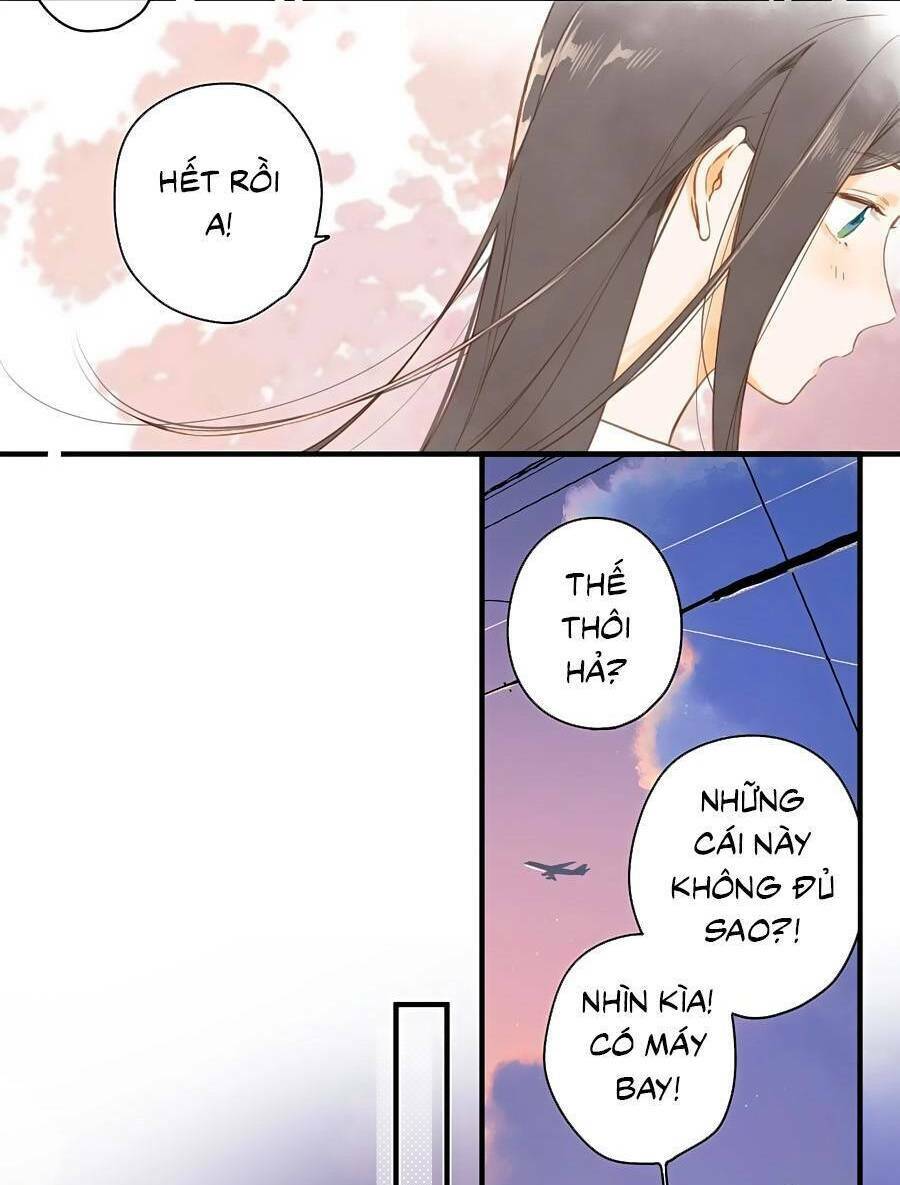 HẾT RỒI
A!
THẾ
THÔI
HẢ?
NHỮNG
CÁI NÀY
KHÔNG ĐỦ
SAO?!
NHÌN KÌA!
CÓ MÁY
BAY!